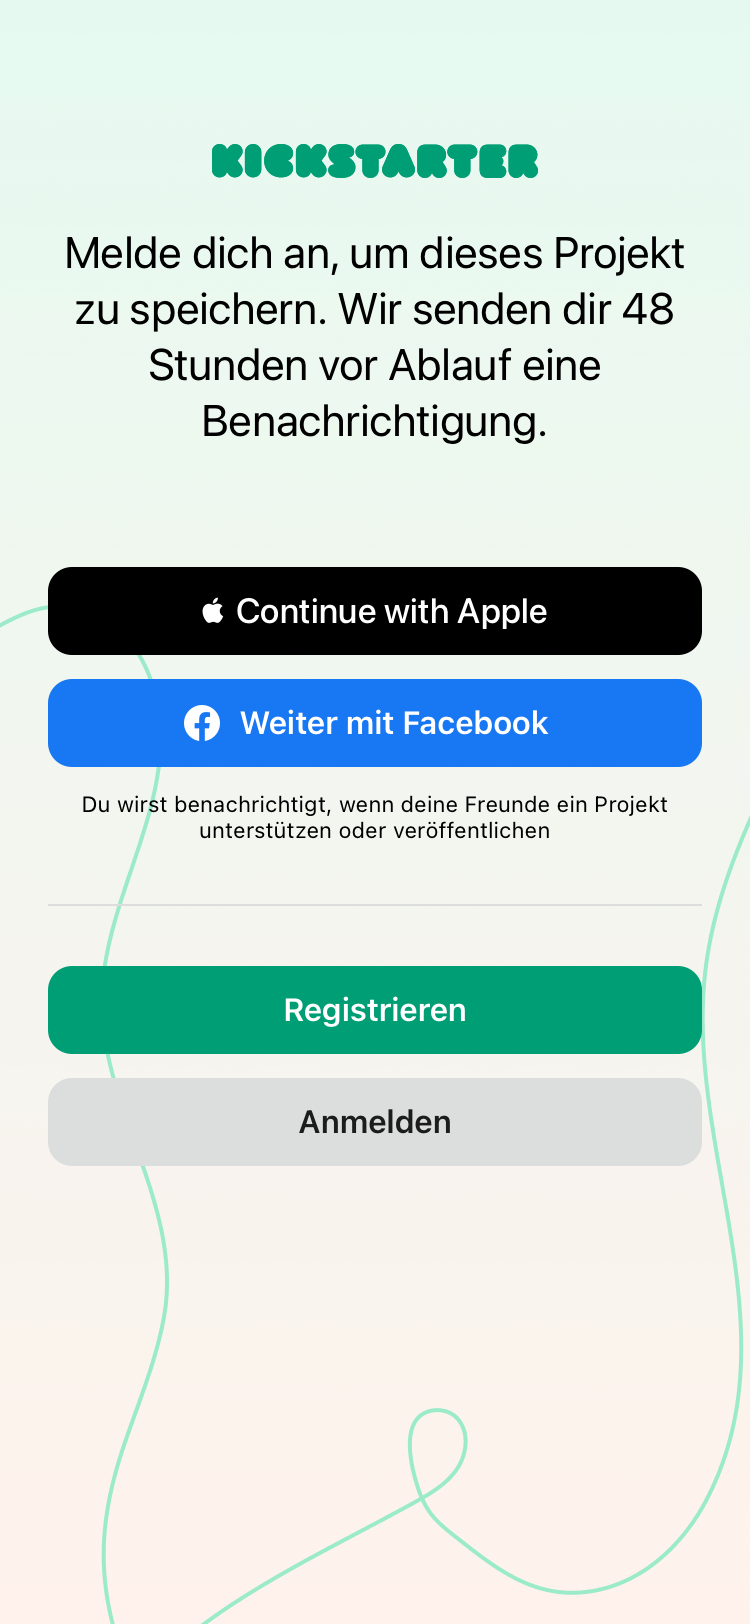 KICKSTARTER
Melde dich an, um dieses Projekt
zu speichern. Wir senden dir 48
Stunden vor Ablauf eine
Benachrichtigung.
Continue with Apple
Weiter mit Facebook
Du wirst benachrichtigt, wenn deine Freunde ein Projekt
unterstützen oder veröffentlichen
Registrieren
Anmelden